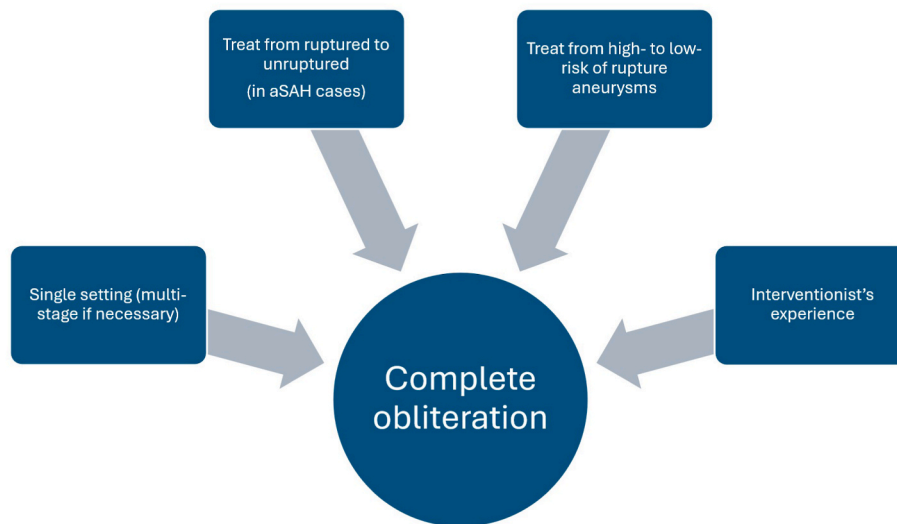 Treat from ruptured to
unruptured
(in aSAH cases)
Treat from high- to low-
risk of rupture
aneurysms
Single setting (multi-
stage if necessary)
Interventionist’s
experience
Complete
obliteration